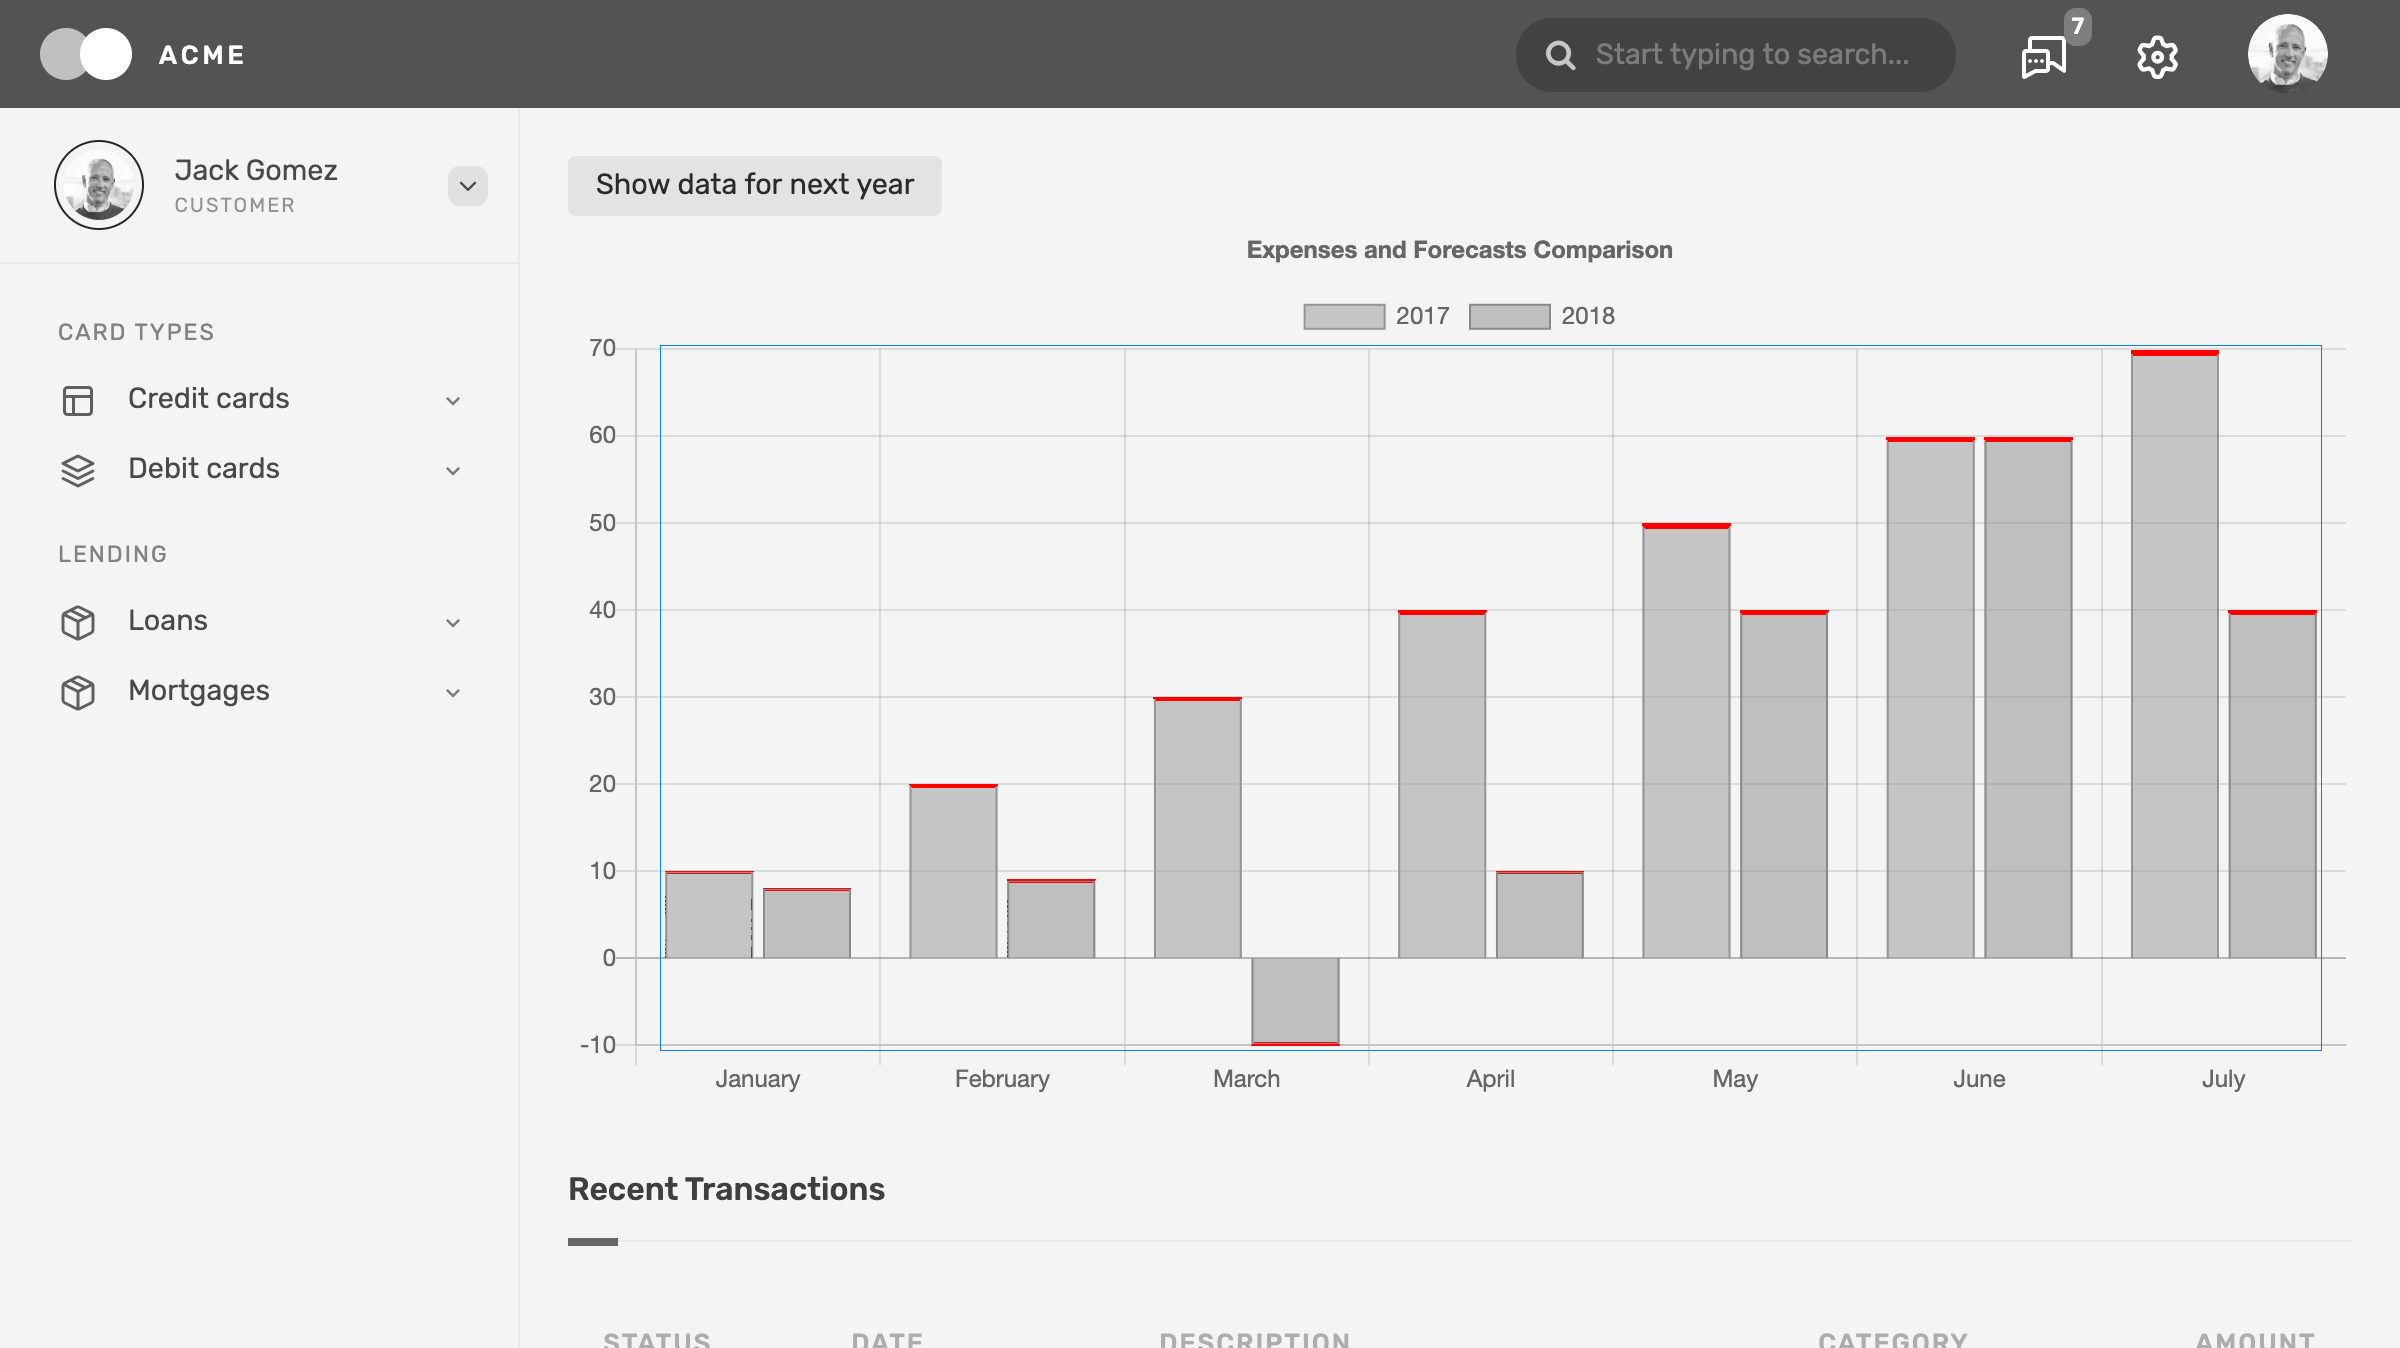 ACME
Start typing to search...
7
Jack Gomez
CUSTOMER
CARD TYPES
Credit cards
Debit cards
LENDING
Loans
Mortgages
Show data for next year
Expenses and Forecasts Comparison
2017 2018
70
60
50
40
30
20
10
0
-10
January February March April May June July
Recent Transactions
STATUS DATE DESCRIPTION CATEGORY AMOUNT